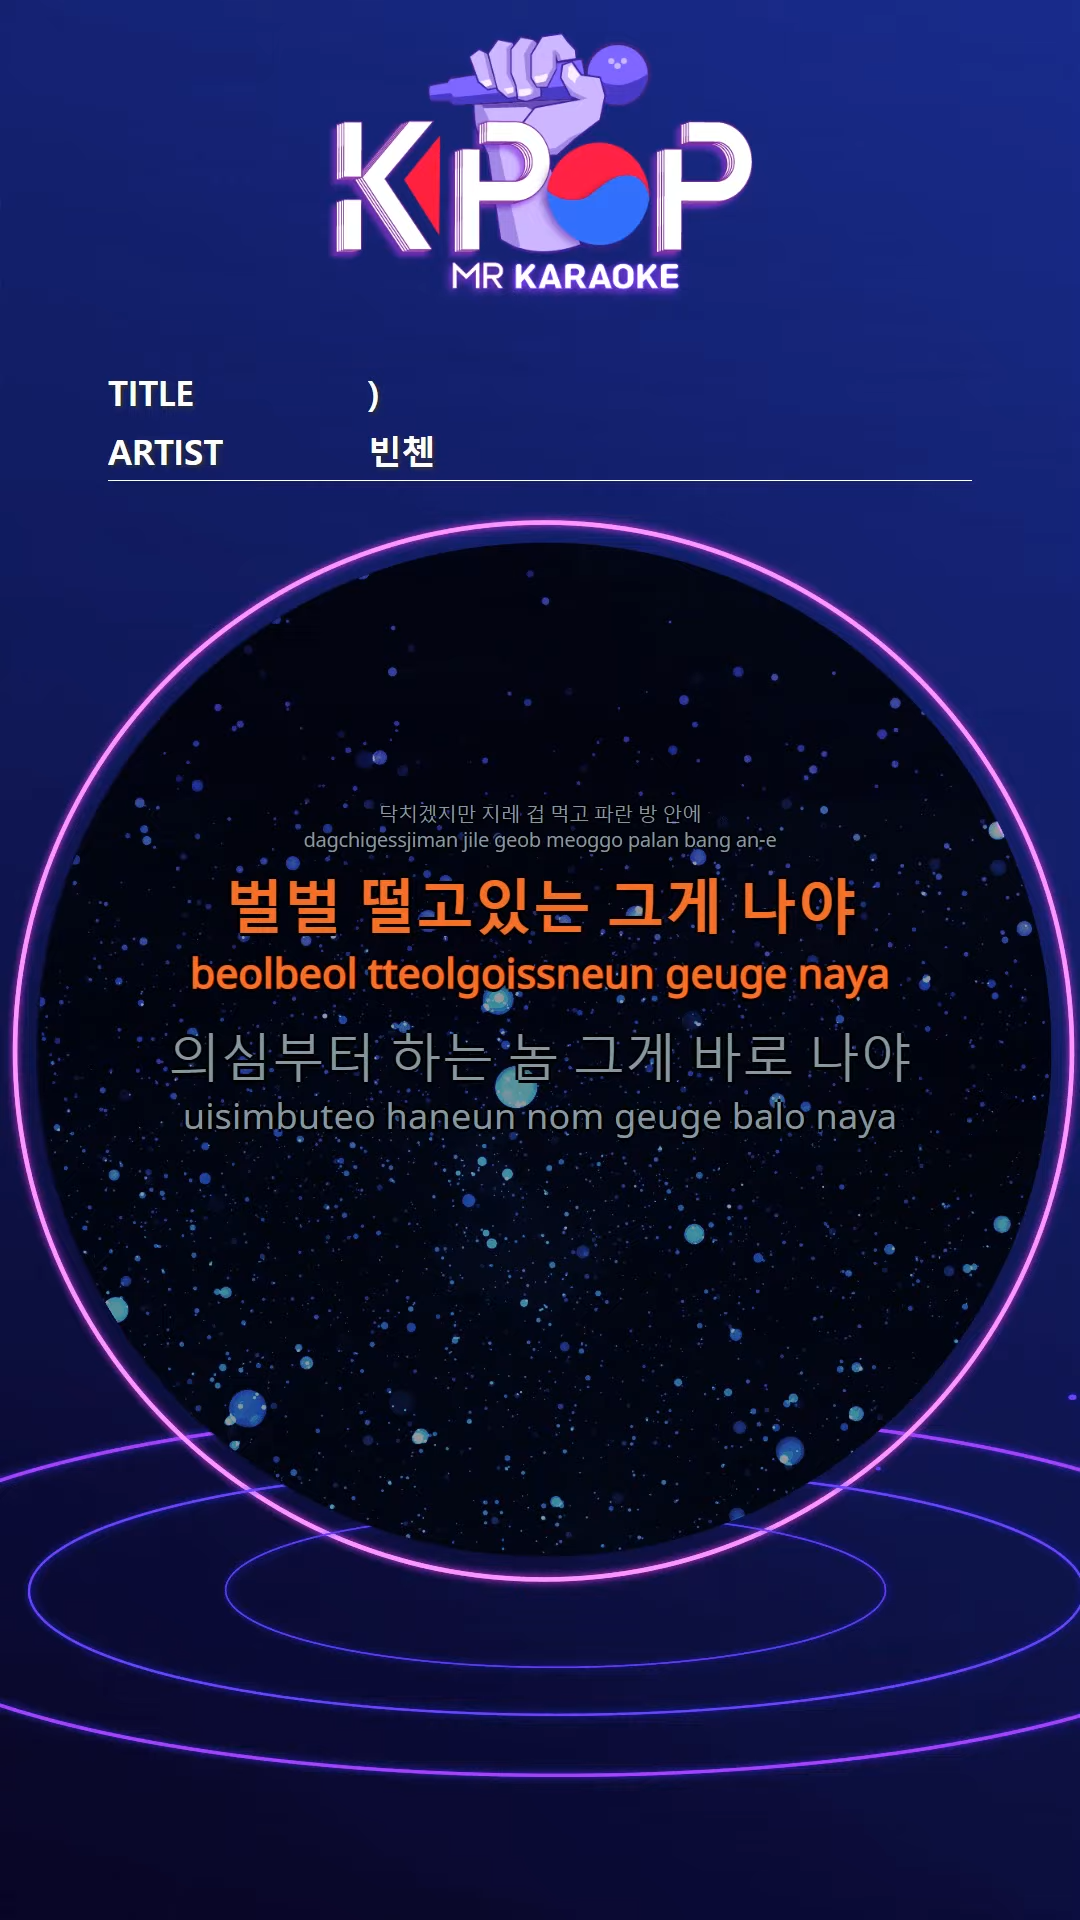 KPOP
MR KARAOKE
TITLE )
ARTIST 빈첸
닥치겠지만 지레 겁 먹고 파란 방 안에
dagchigessjiman jile geob meoggo palan bang an-e
벌벌 떨고있는 그게 나야
beolbeol tteolgoissneun geuge naya
의심부터 하는 놈 그게 바로 나야
uisimbuteo haneun nom geuge balo naya